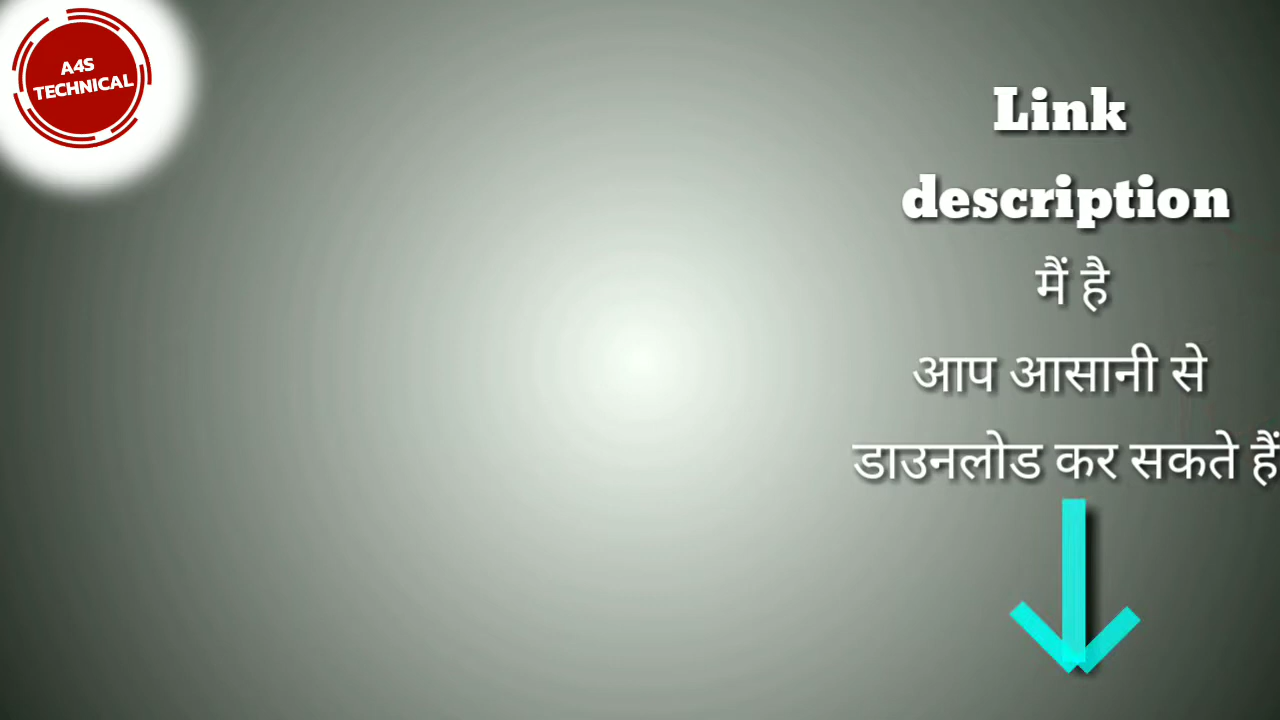 A4S
TECHNICAL
Link
description
मैं है
आप आसानी से
डाउनलोड कर सकते हैं